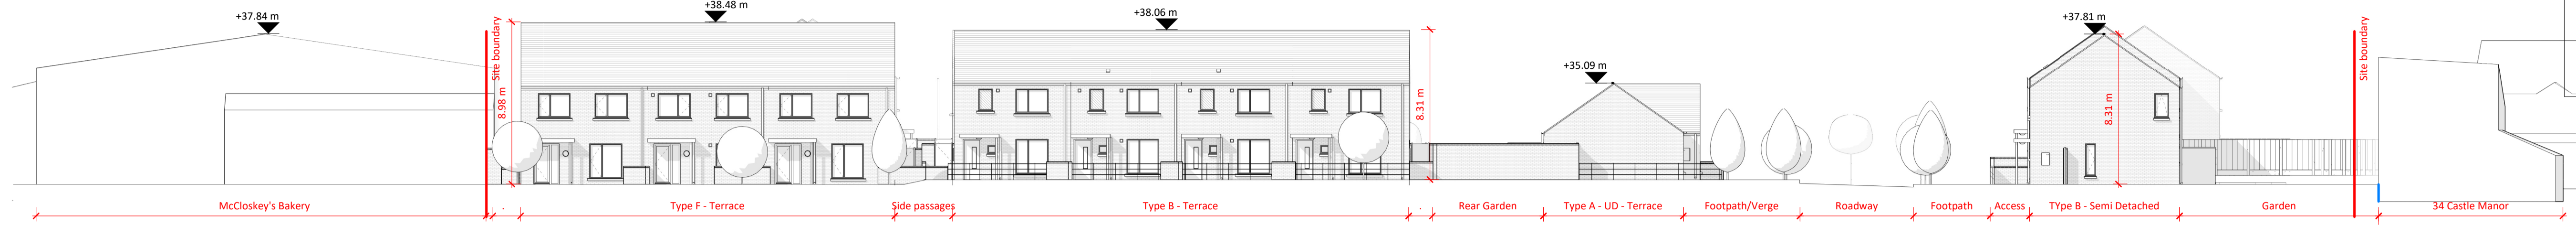 +37.84 m
Site boundary
8.98 m
+38.48 m
+38.06 m
8.31 m
+35.09 m
+37.81 m
8.31 m
Site boundary
McCloskey's Bakery
.
Type F - Terrace
Side passages
Type B - Terrace
.
Rear Garden
Type A - UD - Terrace
Footpath/Verge
Roadway
Footpath
Access
TYpe B - Semi Detached
Garden
34 Castle Manor